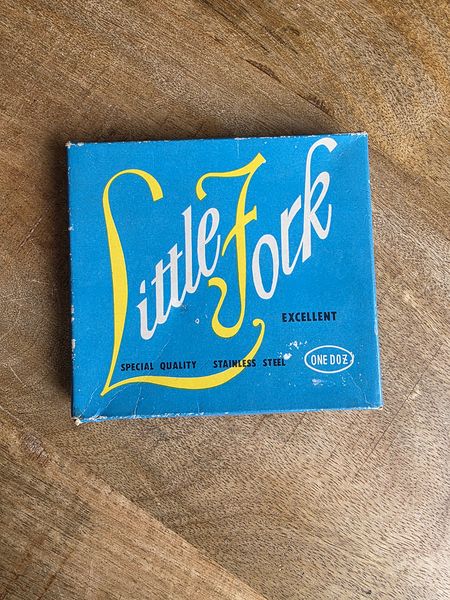 Little Fork
EXCELLENT
SPECIAL QUALITY STAINLESS STEEL ONE DOZ